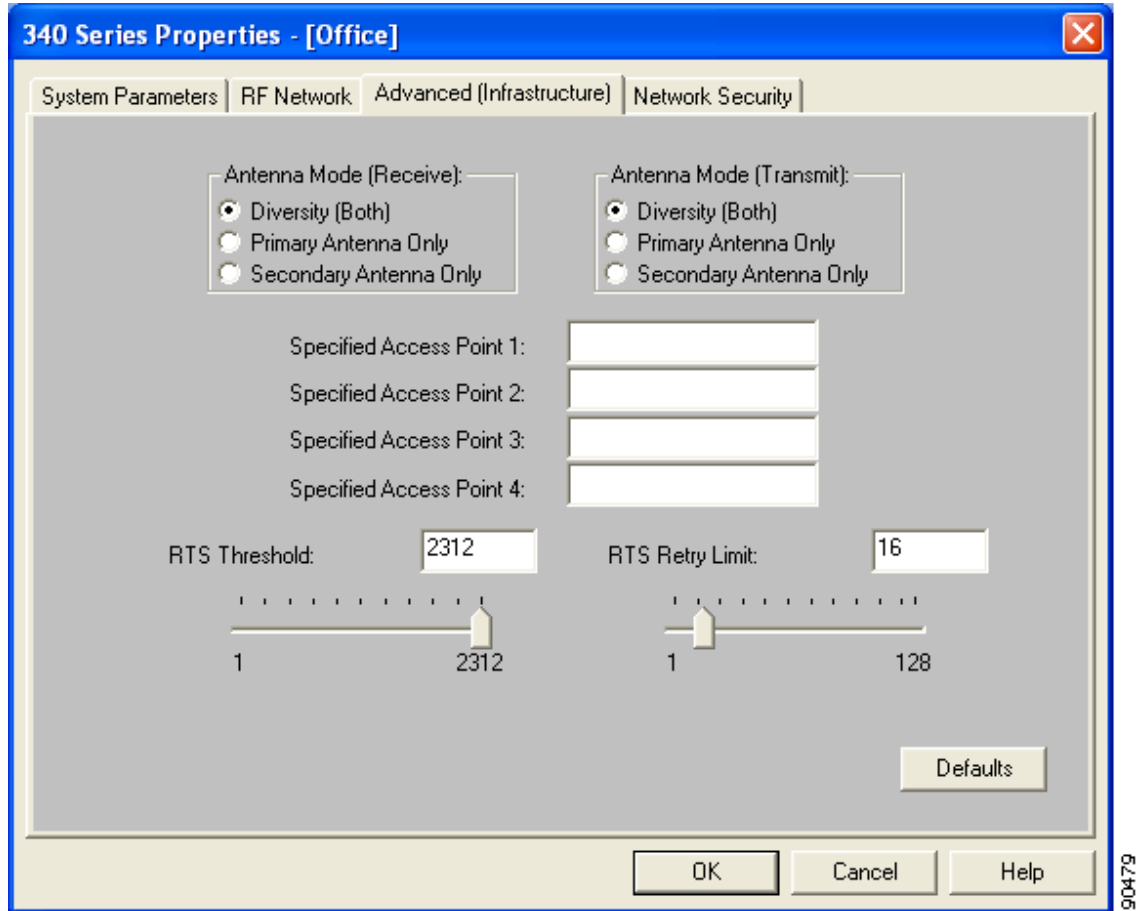 340 Series Properties - [Office]
System Parameters RF Network Advanced (Infrastructure) Network Security
Antenna Mode (Receive): Antenna Mode (Transmit):
Diversity (Both) Diversity (Both)
Primary Antenna Only Primary Antenna Only
Secondary Antenna Only Secondary Antenna Only
Specified Access Point 1:
Specified Access Point 2:
Specified Access Point 3:
Specified Access Point 4:
RTS Threshold: 2312 RTS Retry Limit: 16
1 2312 1 128
Defaults
OK Cancel Help
90479